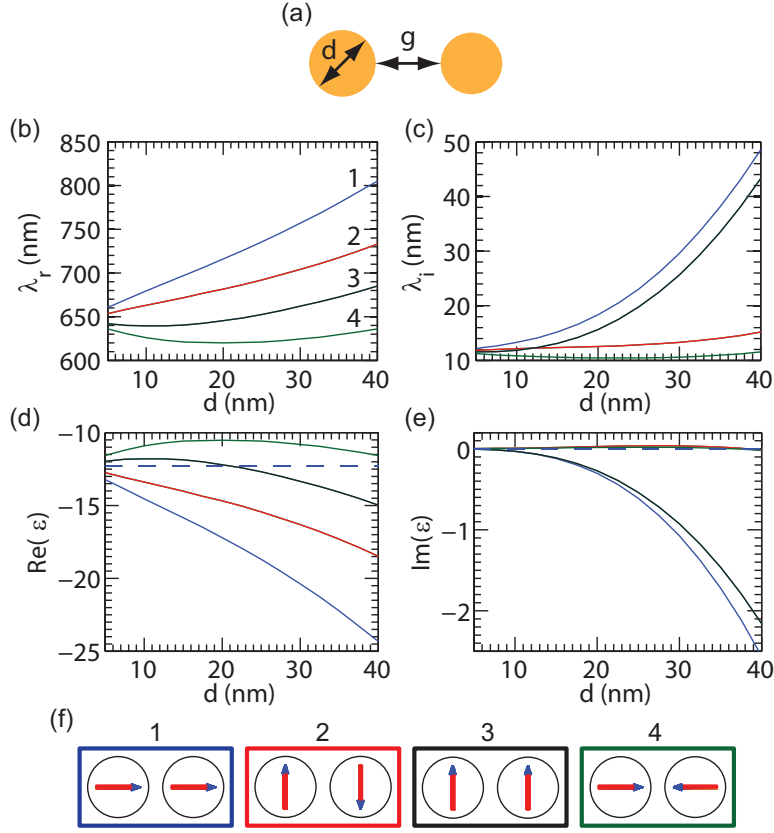 (a)
d
g
(b)
850
800
750
700
650
600
λr (nm)
1
2
3
4
10
20
30
40
d (nm)
(c)
50
40
30
20
10
λi (nm)
10
20
30
40
d (nm)
(d)
−10
−15
−20
−25
Re( ε)
10
20
30
40
d (nm)
(e)
0
−1
−2
Im(ε)
10
20
30
40
d (nm)
(f)
1
2
3
4